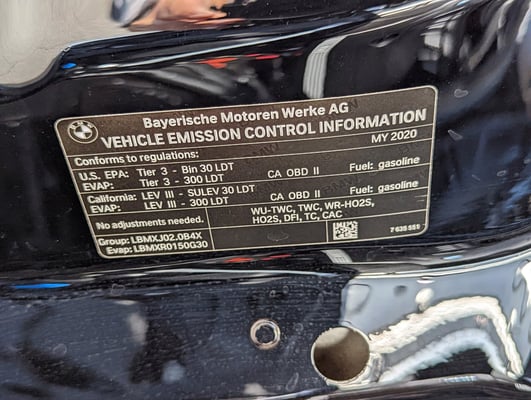 Bayerische Motoren Werke AG
VEHICLE EMISSION CONTROL INFORMATION
Conforms to regulations: MY 2020
U.S. EPA: Tier 3 - Bin 30 LDT
EVAP: Tier 3 - 300 LDT CA OBD II Fuel: gasoline
California: LEV III - SULEV 30 LDT
EVAP: LEV III - 300 LDT CA OBD II Fuel: gasoline
No adjustments needed. WU-TWC, TWC, WR-HO2S, HO2S, DFI, TC, CAC
Group: LBMXJ02.0B4X
Evap: LBMXR0150G30 7 635 551